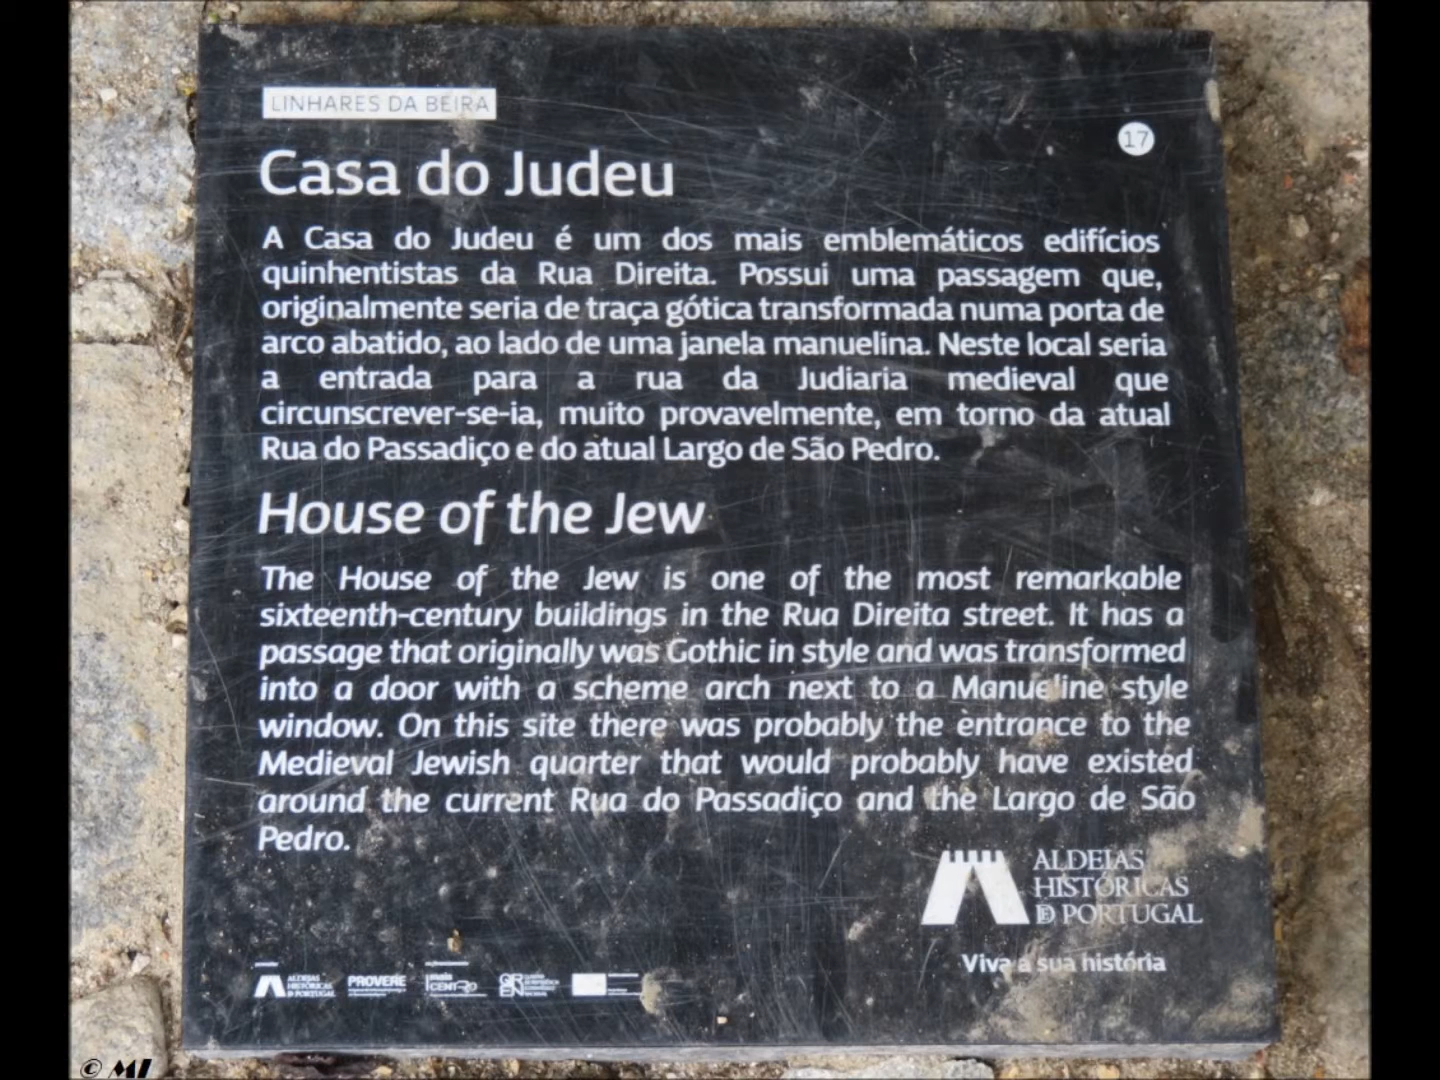 LINHARES DA BEIRA
17
Casa do Judeu
A Casa do Judeu é um dos mais emblemáticos edifícios
quinhentistas da Rua Direita. Possui uma passagem que,
originalmente seria de traça gótica transformada numa porta de
arco abatido, ao lado de uma janela manuelina. Neste local seria
a entrada para a rua da Judiaria medieval que
circunscrever-se-ia, muito provavelmente, em torno da atual
Rua do Passadiço e do atual Largo de São Pedro.
House of the Jew
The House of the Jew is one of the most remarkable
sixteenth-century buildings in the Rua Direita street. It has a
passage that originally was Gothic in style and was transformed
into a door with a scheme arch next to a Manueline style
window. On this site there was probably the entrance to the
Medieval Jewish quarter that would probably have existed
around the current Rua do Passadiço and the Largo de São
Pedro.
ALDEIAS
HISTÓRICAS
DE PORTUGAL
Viva a sua história
ALDEIAS
HISTÓRICAS
DE PORTUGAL
PROVERE
mais
CENTRO
QR
EN
© MJ